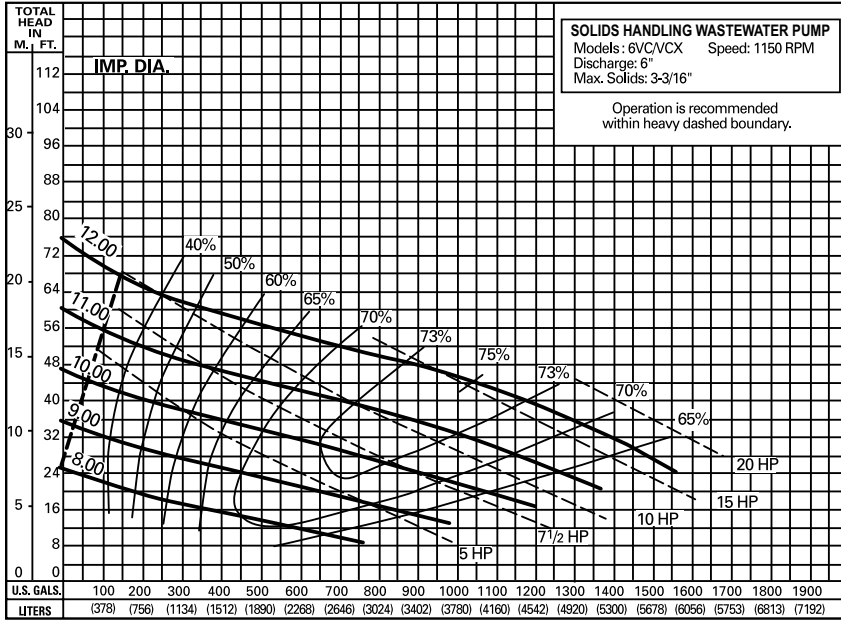 TOTAL
HEAD
IN
M. FT.
IMP. DIA.
SOLIDS HANDLING WASTEWATER PUMP
Models: 6VC/VCX Speed: 1150 RPM
Discharge: 6"
Max. Solids: 3-3/16"
Operation is recommended
within heavy dashed boundary.
112
104
30 96
88
25 80
72
20 64
56
15 48
40
10 32
24
5 16
8
0 0
12.00
11.00
10.00
9.00
8.00
40%
50%
60%
65%
70%
73%
75%
73%
70%
65%
20 HP
15 HP
10 HP
7 1/2 HP
5 HP
U.S. GALS. 100 200 300 400 500 600 700 800 900 1000 1100 1200 1300 1400 1500 1600 1700 1800 1900
LITERS (378) (756) (1134) (1512) (1890) (2268) (2646) (3024) (3402) (3780) (4160) (4542) (4920) (5300) (5678) (6056) (5753) (6813) (7192)